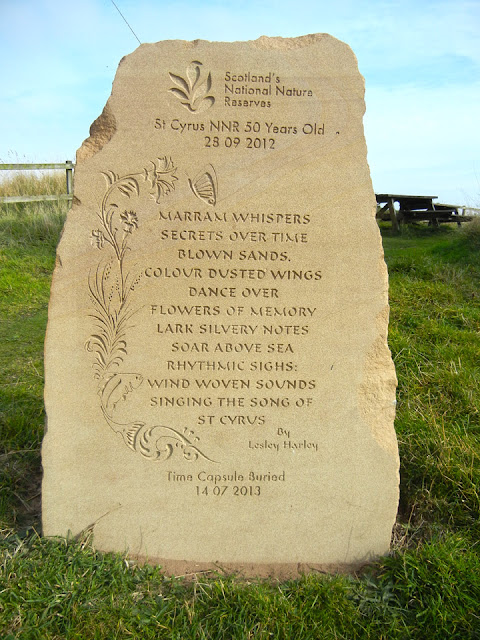 Scotland's
National Nature
Reserves
St Cyrus NNR 50 Years Old
28 09 2012
MARRAM WHISPERS
SECRETS OVER TIME
BLOWN SANDS.
COLOUR DUSTED WINGS
DANCE OVER
FLOWERS OF MEMORY
LARK SILVERY NOTES
SOAR ABOVE SEA
RHYTHMIC SIGHS:
WIND WOVEN SOUNDS
SINGING THE SONG OF
ST CYRUS
By
Lesley Harley
Time Capsule Buried
14 07 2013